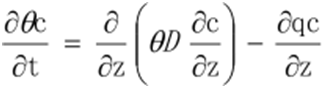 ∂θc/∂t = ∂/∂z (θD ∂c/∂z) − ∂qc/∂z